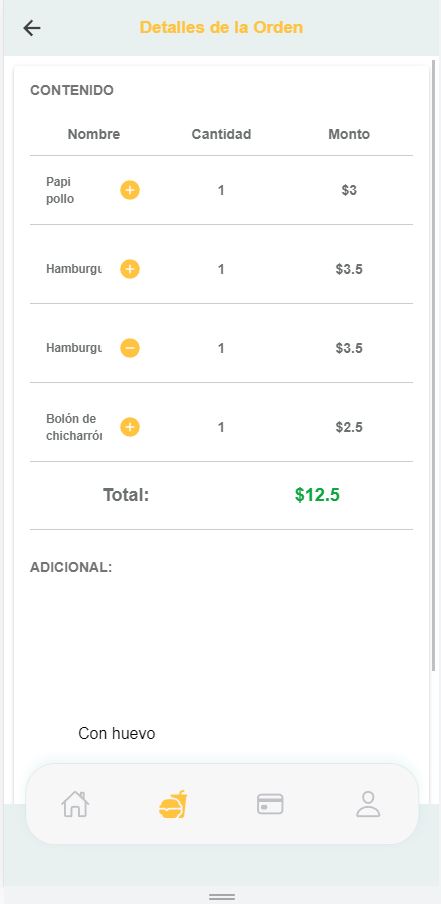 Detalles de la Orden
CONTENIDO
Nombre Cantidad Monto
Papi
pollo 1 $3
Hamburgu 1 $3.5
Hamburgu 1 $3.5
Bolón de
chicharrón 1 $2.5
Total: $12.5
ADICIONAL:
Con huevo